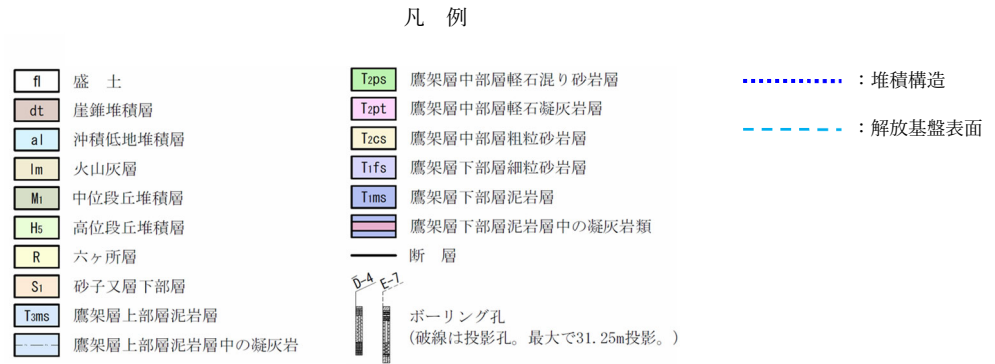 凡 例
fl 盛 土
dt 崖錐堆積層
al 沖積低地堆積層
lm 火山灰層
M1 中位段丘堆積層
H5 高位段丘堆積層
R 六ヶ所層
S1 砂子又層下部層
T3ms 鷹架層上部層泥岩層
鷹架層上部層泥岩層中の凝灰岩
T2ps 鷹架層中部層軽石混り砂岩層
T2pt 鷹架層中部層軽石凝灰岩層
T2cs 鷹架層中部層粗粒砂岩層
T1fs 鷹架層下部層細粒砂岩層
T1ms 鷹架層下部層泥岩層
鷹架層下部層泥岩層中の凝灰岩類
断 層
D-4 E-7
ボーリング孔
(破線は投影孔。最大で31.25m投影。)
：堆積構造
：解放基盤表面